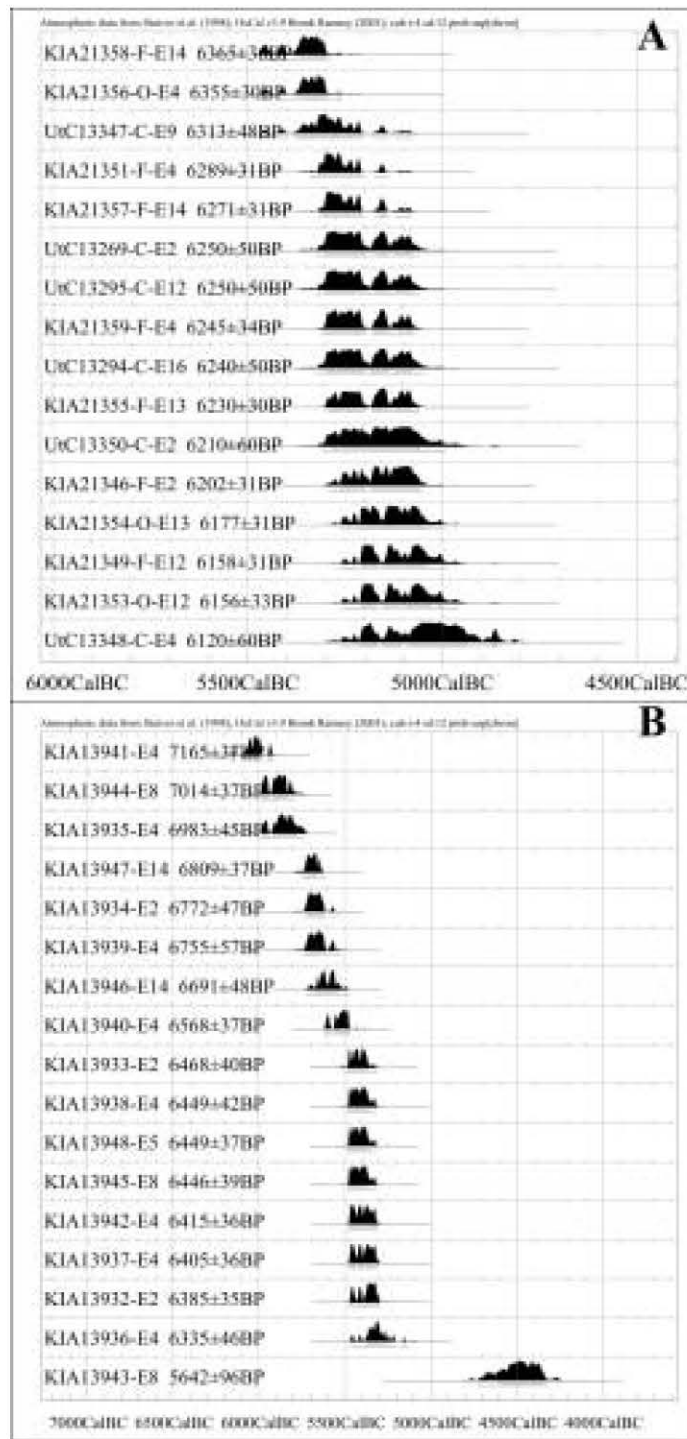 A
KIA21358-F-E14 6365±
KIA21356-O-E4 6355±30BP
UtC13347-C-E9 6313±48BP
KIA21351-F-E4 6289±31BP
KIA21357-F-E14 6271±31BP
UtC13269-C-E2 6250±50BP
UtC13295-C-E12 6250±50BP
KIA21359-F-E4 6245±34BP
UtC13294-C-E16 6240±50BP
KIA21355-F-E13 6230±30BP
UtC13350-C-E2 6210±60BP
KIA21346-F-E2 6202±31BP
KIA21354-O-E13 6177±31BP
KIA21349-F-E12 6158±31BP
KIA21353-O-E12 6156±33BP
UtC13348-C-E4 6120±60BP
6000CalBC 5500CalBC 5000CalBC 4500CalBC
B
KIA13941-E4 7165±
KIA13944-E8 7014±37BP
KIA13935-E4 6983±45BP
KIA13947-E14 6809±37BP
KIA13934-E2 6772±47BP
KIA13939-E4 6755±57BP
KIA13946-E14 6691±48BP
KIA13940-E4 6568±37BP
KIA13933-E2 6468±40BP
KIA13938-E4 6449±42BP
KIA13948-E5 6449±37BP
KIA13945-E8 6446±39BP
KIA13942-E4 6415±36BP
KIA13937-E4 6405±36BP
KIA13932-E2 6385±35BP
KIA13936-E4 6335±46BP
KIA13943-E8 5642±96BP
7000CalBC 6500CalBC 6000CalBC 5500CalBC 5000CalBC 4500CalBC 4000CalBC